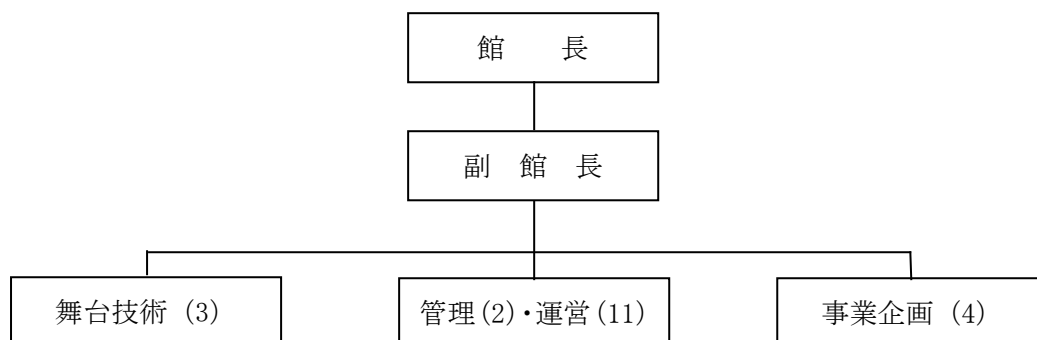 館　　長
副　館　長
舞台技術（3）
管理(2)・運営(11)
事業企画（4）